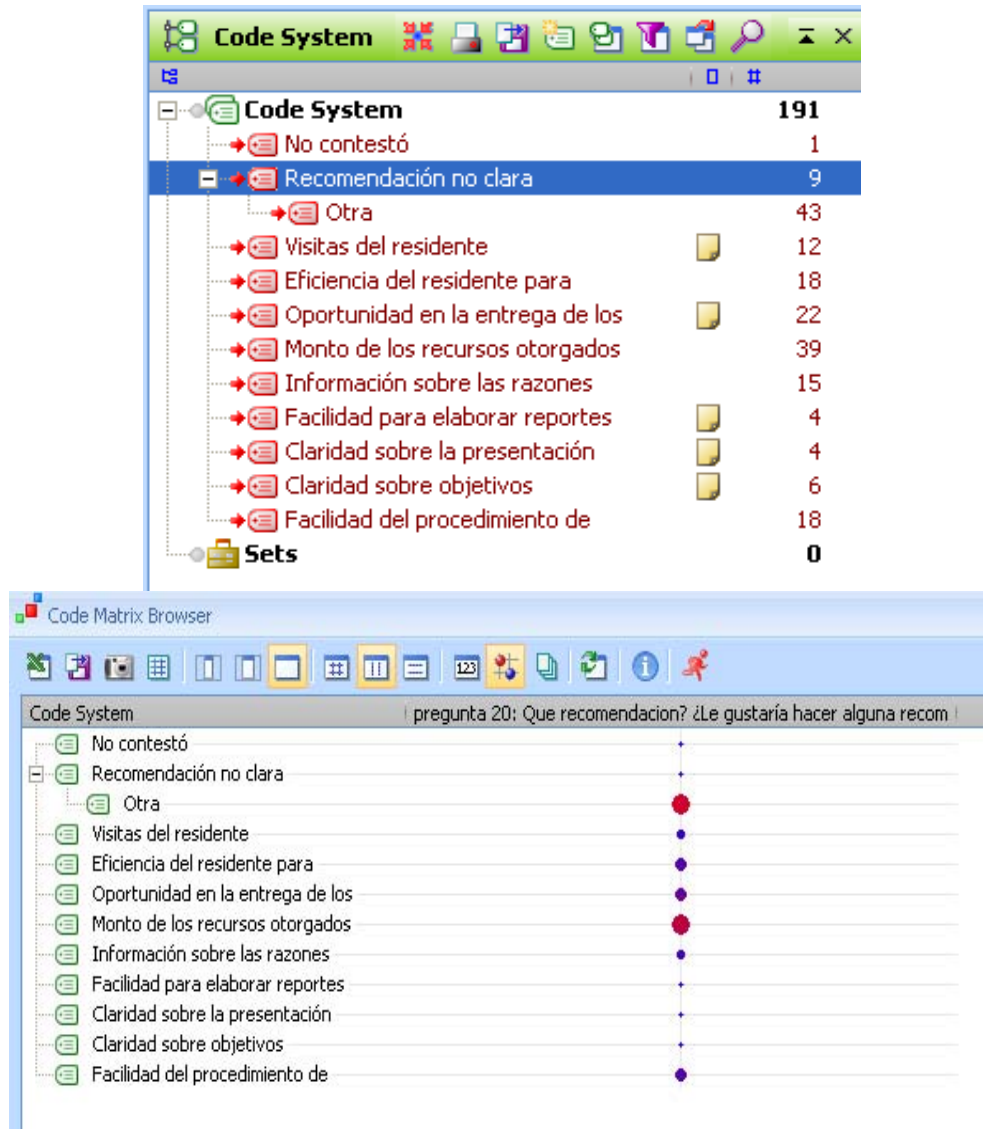 Code System
#
Code System 191
No contestó 1
Recomendación no clara 9
Otra 43
Visitas del residente 12
Eficiencia del residente para 18
Oportunidad en la entrega de los 22
Monto de los recursos otorgados 39
Información sobre las razones 15
Facilidad para elaborar reportes 4
Claridad sobre la presentación 4
Claridad sobre objetivos 6
Facilidad del procedimiento de 18
Sets 0
Code Matrix Browser
123
Code System pregunta 20: Que recomendacion? ¿Le gustaría hacer alguna recom
No contestó
Recomendación no clara
Otra
Visitas del residente
Eficiencia del residente para
Oportunidad en la entrega de los
Monto de los recursos otorgados
Información sobre las razones
Facilidad para elaborar reportes
Claridad sobre la presentación
Claridad sobre objetivos
Facilidad del procedimiento de